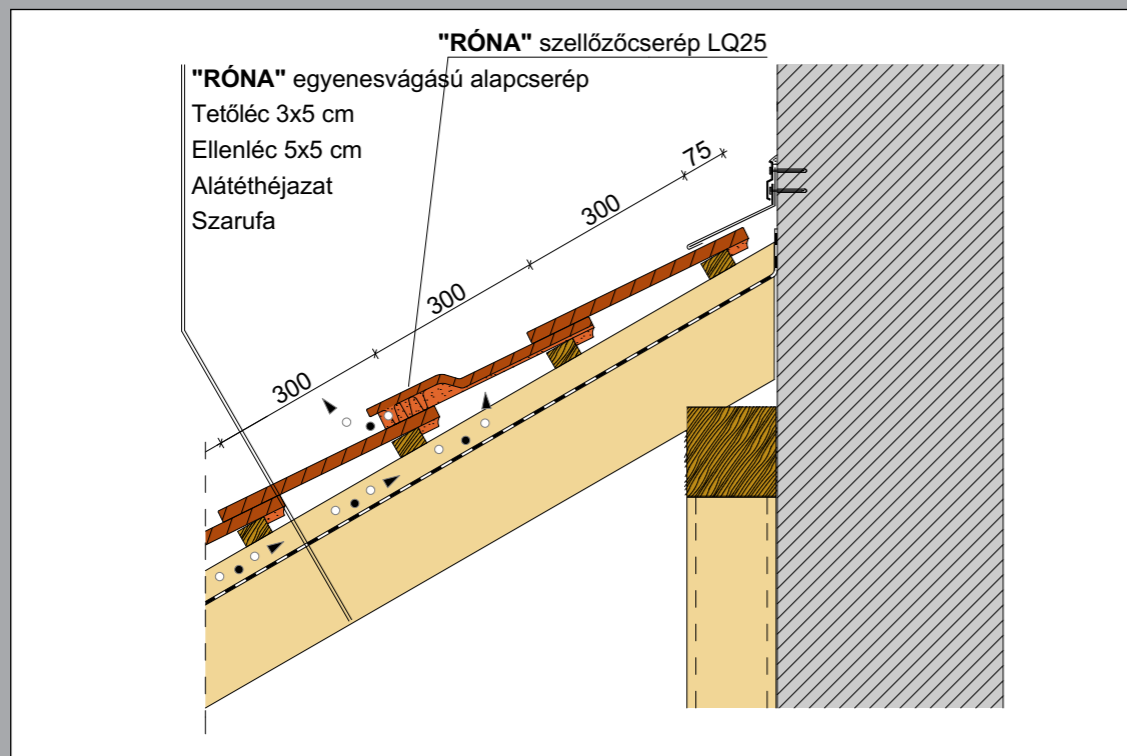 "RÓNA" szellőzőcserép LQ25
"RÓNA" egyenesvágású alapcserép
Tetőléc 3x5 cm
Ellenléc 5x5 cm
Alátéthéjazat
Szarufa
75
300
300
300